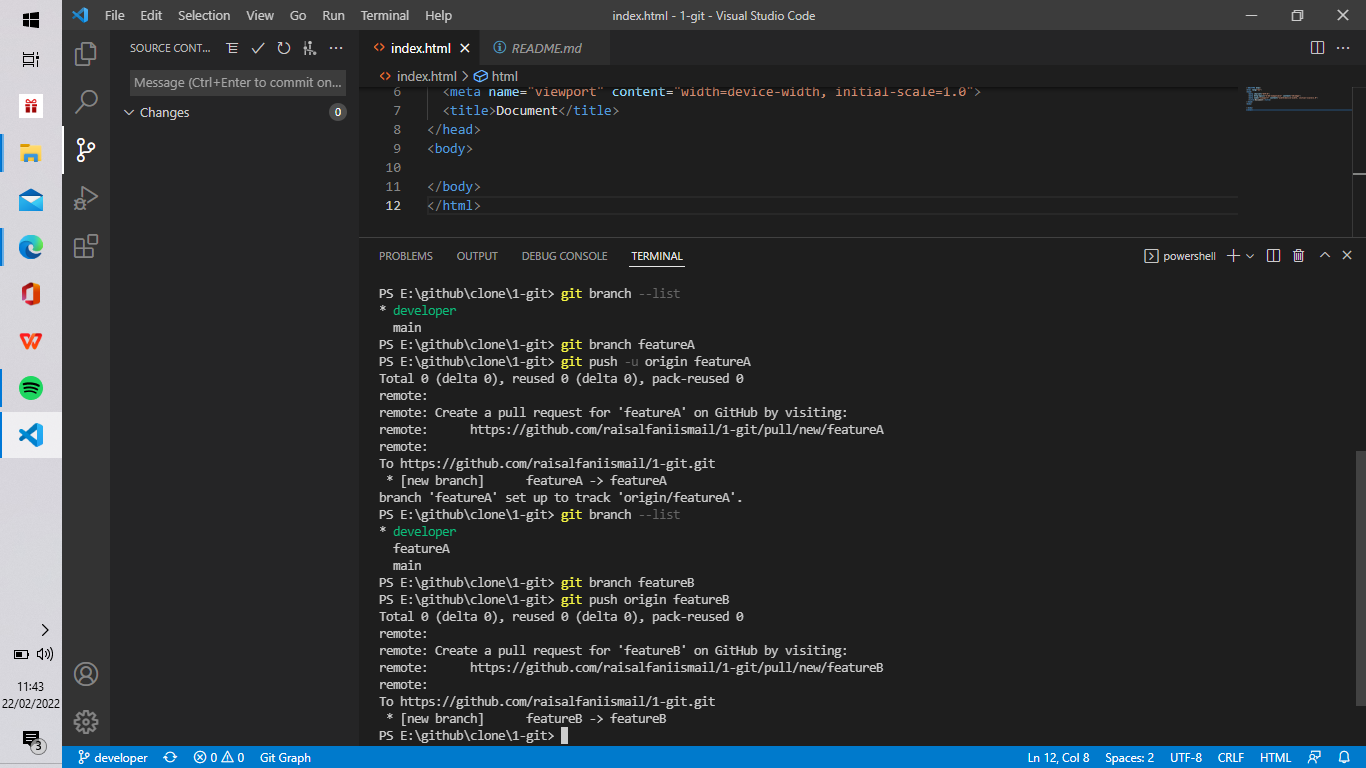 File Edit Selection View Go Run Terminal Help
index.html - 1-git - Visual Studio Code
SOURCE CONT...
Message (Ctrl+Enter to commit on...
Changes 0
index.html README.md
index.html > html
6 <meta name="viewport" content="width=device-width, initial-scale=1.0">
7 <title>Document</title>
8 </head>
9 <body>
10
11 </body>
12 </html>
PROBLEMS OUTPUT DEBUG CONSOLE TERMINAL
powershell
PS E:\github\clone\1-git> git branch --list
* developer
main
PS E:\github\clone\1-git> git branch featureA
PS E:\github\clone\1-git> git push -u origin featureA
Total 0 (delta 0), reused 0 (delta 0), pack-reused 0
remote:
remote: Create a pull request for 'featureA' on GitHub by visiting:
remote: https://github.com/raisalfaniismail/1-git/pull/new/featureA
remote:
To https://github.com/raisalfaniismail/1-git.git
* [new branch] featureA -> featureA
branch 'featureA' set up to track 'origin/featureA'.
PS E:\github\clone\1-git> git branch --list
* developer
featureA
main
PS E:\github\clone\1-git> git branch featureB
PS E:\github\clone\1-git> git push origin featureB
Total 0 (delta 0), reused 0 (delta 0), pack-reused 0
remote:
remote: Create a pull request for 'featureB' on GitHub by visiting:
remote: https://github.com/raisalfaniismail/1-git/pull/new/featureB
remote:
To https://github.com/raisalfaniismail/1-git.git
* [new branch] featureB -> featureB
PS E:\github\clone\1-git>
11:43
22/02/2022
3
developer 0 0 Git Graph
Ln 12, Col 8 Spaces: 2 UTF-8 CRLF HTML